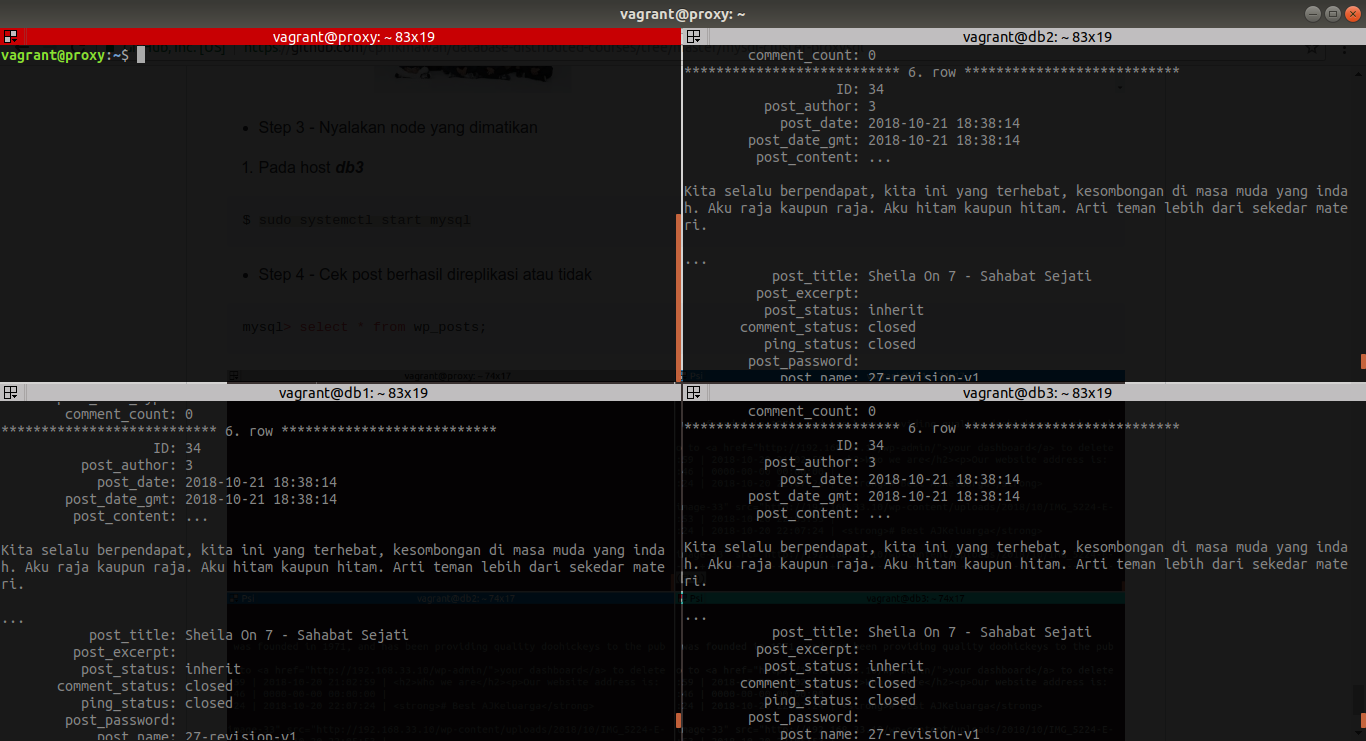 vagrant@proxy: ~
vagrant@proxy: ~ 83x19
vagrant@proxy:~$
Step 3 - Nyalakan node yang dimatikan
1. Pada host db3
$ sudo systemctl start mysql
Step 4 - Cek post berhasil direplikasi atau tidak
mysql> select * from wp_posts;
vagrant@proxy: ~ 74x17
vagrant@db2: ~ 83x19
comment_count: 0
*************************** 6. row ***************************
ID: 34
post_author: 3
post_date: 2018-10-21 18:38:14
post_date_gmt: 2018-10-21 18:38:14
post_content: ...
Kita selalu berpendapat, kita ini yang terhebat, kesombongan di masa muda yang inda
h. Aku raja kaupun raja. Aku hitam kaupun hitam. Arti teman lebih dari sekedar mate
ri.
...
post_title: Sheila On 7 - Sahabat Sejati
post_excerpt:
post_status: inherit
comment_status: closed
ping_status: closed
post_password:
post_name: 27-revision-v1
vagrant@db1: ~ 83x19
comment_count: 0
*************************** 6. row ***************************
ID: 34
post_author: 3
post_date: 2018-10-21 18:38:14
post_date_gmt: 2018-10-21 18:38:14
post_content: ...
Kita selalu berpendapat, kita ini yang terhebat, kesombongan di masa muda yang inda
h. Aku raja kaupun raja. Aku hitam kaupun hitam. Arti teman lebih dari sekedar mate
ri.
...
post_title: Sheila On 7 - Sahabat Sejati
post_excerpt:
post_status: inherit
comment_status: closed
ping_status: closed
post_password:
post_name: 27-revision-v1
vagrant@db3: ~ 83x19
comment_count: 0
*************************** 6. row ***************************
ID: 34
post_author: 3
post_date: 2018-10-21 18:38:14
post_date_gmt: 2018-10-21 18:38:14
post_content: ...
Kita selalu berpendapat, kita ini yang terhebat, kesombongan di masa muda yang inda
h. Aku raja kaupun raja. Aku hitam kaupun hitam. Arti teman lebih dari sekedar mate
ri.
...
post_title: Sheila On 7 - Sahabat Sejati
post_excerpt:
post_status: inherit
comment_status: closed
ping_status: closed
post_password:
post_name: 27-revision-v1